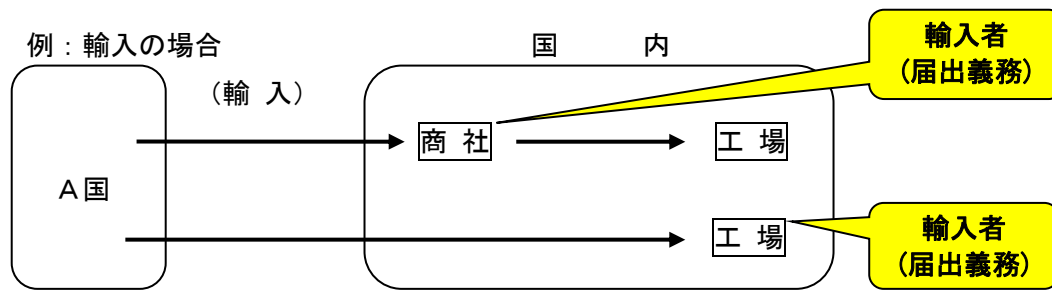 例：輸入の場合
国　　　内
輸入者
(届出義務)
（輸 入）
商 社
工 場
A国
工 場
輸入者
(届出義務)